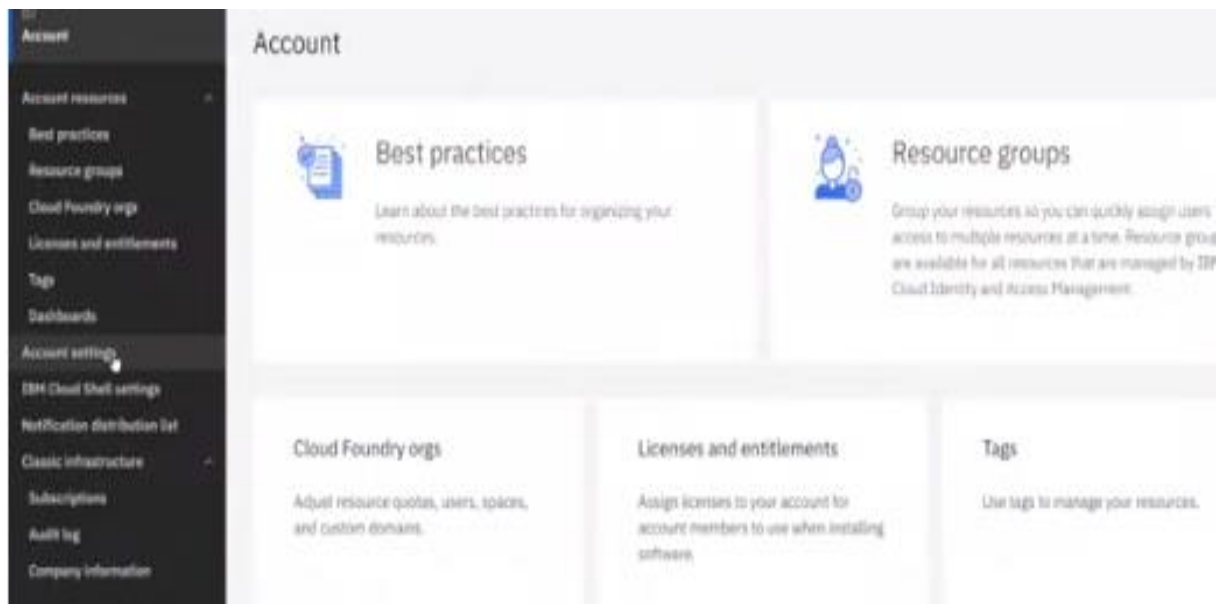 Account
Account resources
Best practices
Resource groups
Cloud Foundry orgs
Licenses and entitlements
Tags
Dashboards
Account settings
IBM Cloud Shell settings
Notification distribution list
Classic infrastructure
Subscriptions
Audit log
Company information
Account
Best practices
Learn about the best practices for organizing your
resources.
Resource groups
Group your resources so you can quickly assign users
access to multiple resources at a time. Resource group
are available for all resources that are managed by IBM
Cloud Identity and Access Management.
Cloud Foundry orgs
Adjust resource quotas, users, spaces,
and custom domains.
Licenses and entitlements
Assign licenses to your account for
account members to use when installing
software.
Tags
Use tags to manage your resources.